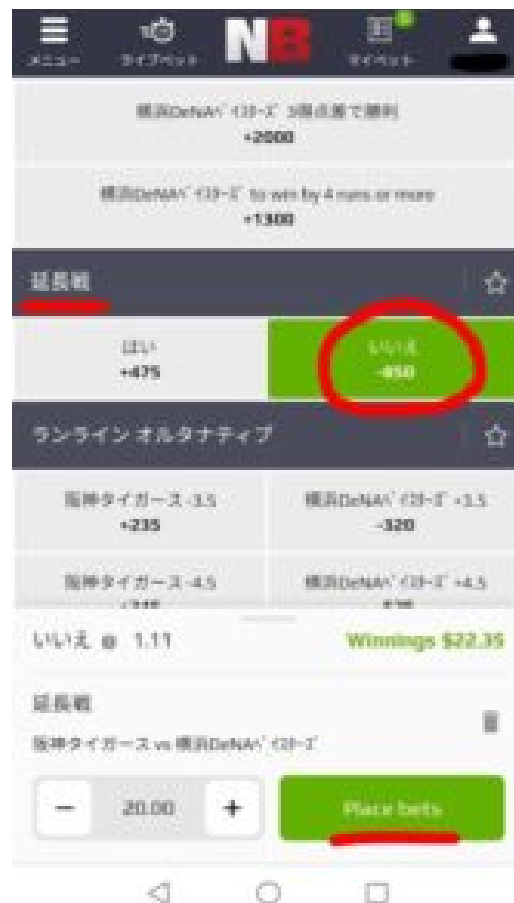 メニュー ライブベット NB マイベット
横浜DeNAﾍﾞｲｽﾀｰｽﾞ 3得点差で勝利
+2000
横浜DeNAﾍﾞｲｽﾀｰｽﾞ to win by 4 runs or more
+1300
延長戦
はい いいえ
+475 -850
ランライン オルタナティブ
阪神タイガース -3.5 横浜DeNAﾍﾞｲｽﾀｰｽﾞ +3.5
+235 -320
阪神タイガース -4.5 横浜DeNAﾍﾞｲｽﾀｰｽﾞ +4.5
いいえ @ 1.11 Winnings $22.35
延長戦
阪神タイガース vs 横浜DeNAﾍﾞｲｽﾀｰｽﾞ
- 20.00 + Place bets